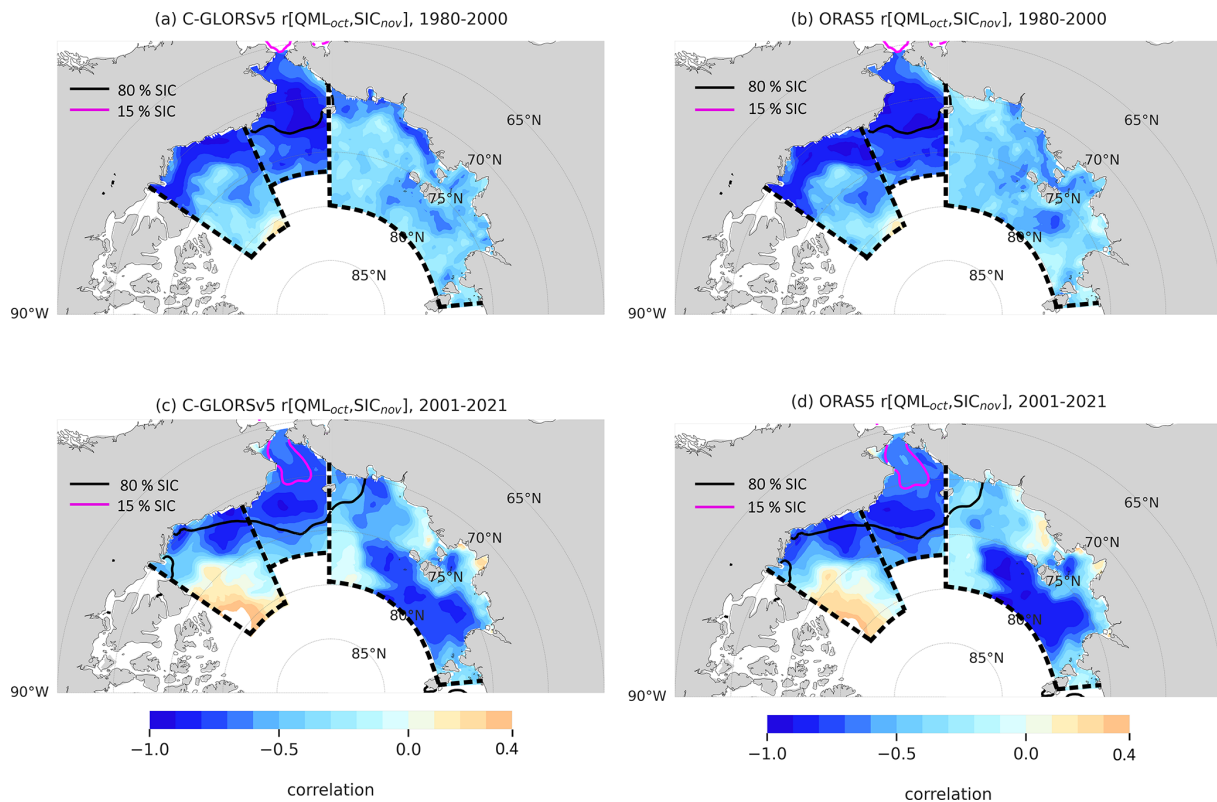 (a) C-GLORSv5 r[QML_oct,SIC_nov], 1980-2000
(b) ORAS5 r[QML_oct,SIC_nov], 1980-2000
80 % SIC
15 % SIC
65°N
70°N
75°N
80°N
85°N
90°W
80 % SIC
15 % SIC
65°N
70°N
75°N
80°N
85°N
90°W
(c) C-GLORSv5 r[QML_oct,SIC_nov], 2001-2021
(d) ORAS5 r[QML_oct,SIC_nov], 2001-2021
80 % SIC
15 % SIC
65°N
70°N
75°N
80°N
85°N
90°W
80 % SIC
15 % SIC
65°N
70°N
75°N
80°N
85°N
90°W
−1.0 −0.5 0.0 0.4
correlation
−1.0 −0.5 0.0 0.4
correlation